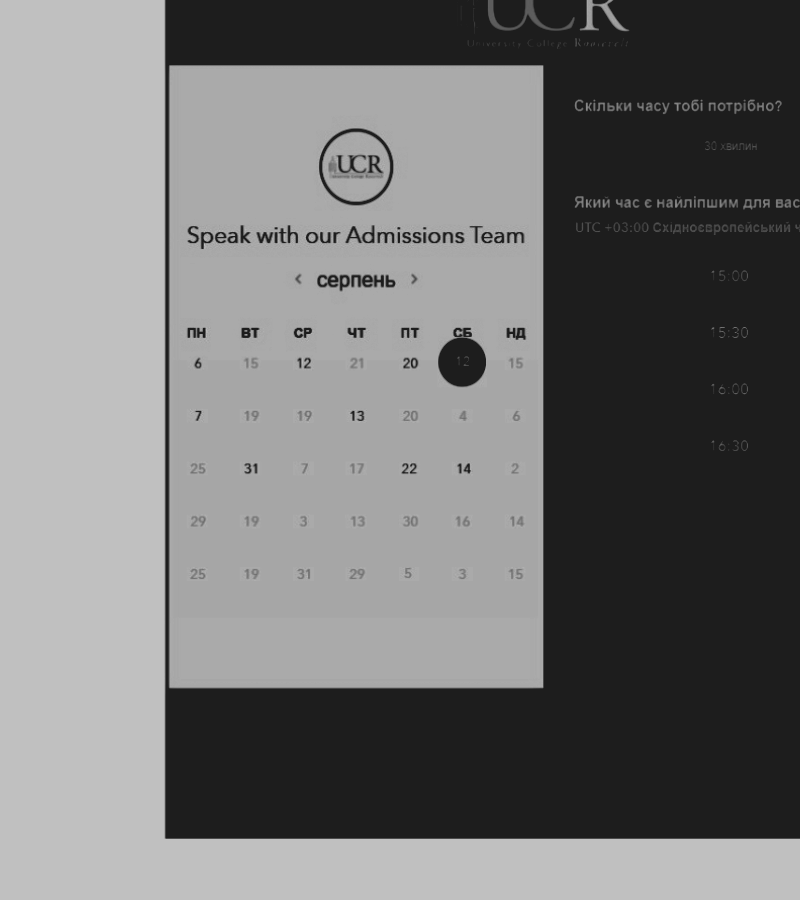 UCR
University College Roosevelt
UCR
Speak with our Admissions Team
< серпень >
ПН ВТ СР ЧТ ПТ СБ НД
6 15 12 21 20 12 15
7 19 19 13 20 4 6
25 31 7 17 22 14 2
29 19 3 13 30 16 14
25 19 31 29 5 3 15
Скільки часу тобі потрібно?
30 хвилин
Який час є найліпшим для вас
UTC +03:00 Східноєвропейський ч
15:00
15:30
16:00
16:30